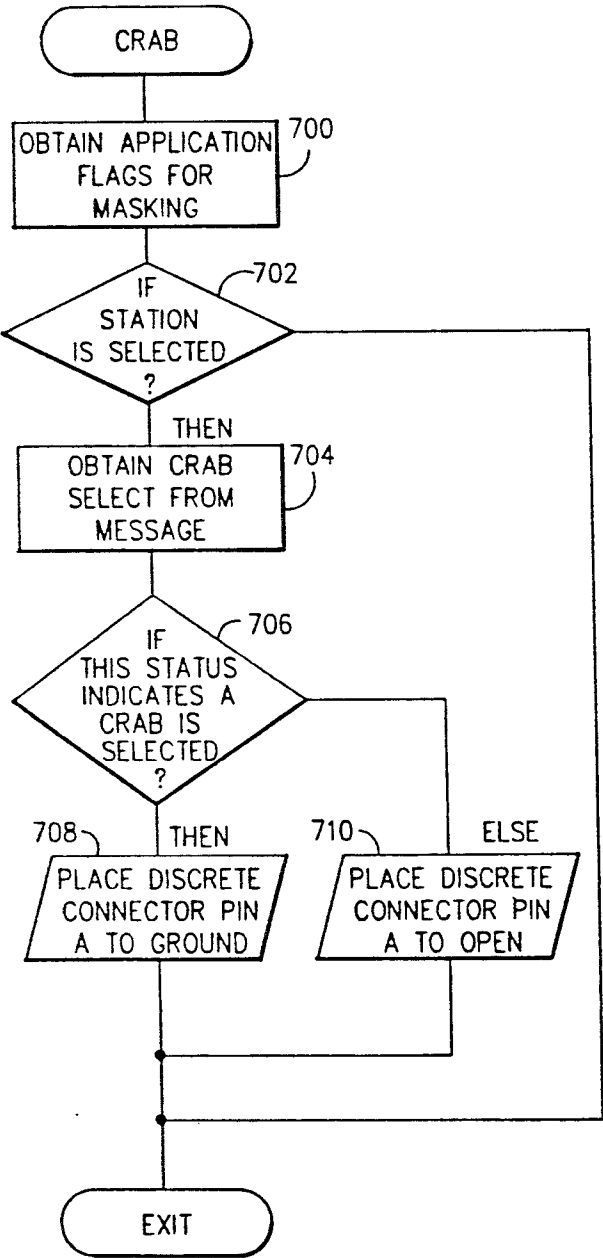 CRAB
OBTAIN APPLICATION
FLAGS FOR
MASKING
700
IF
STATION
IS SELECTED
?
702
THEN
OBTAIN CRAB
SELECT FROM
MESSAGE
704
IF
THIS STATUS
INDICATES A
CRAB IS
SELECTED
?
706
708
THEN
PLACE DISCRETE
CONNECTOR PIN
A TO GROUND
710
ELSE
PLACE DISCRETE
CONNECTOR PIN
A TO OPEN
EXIT